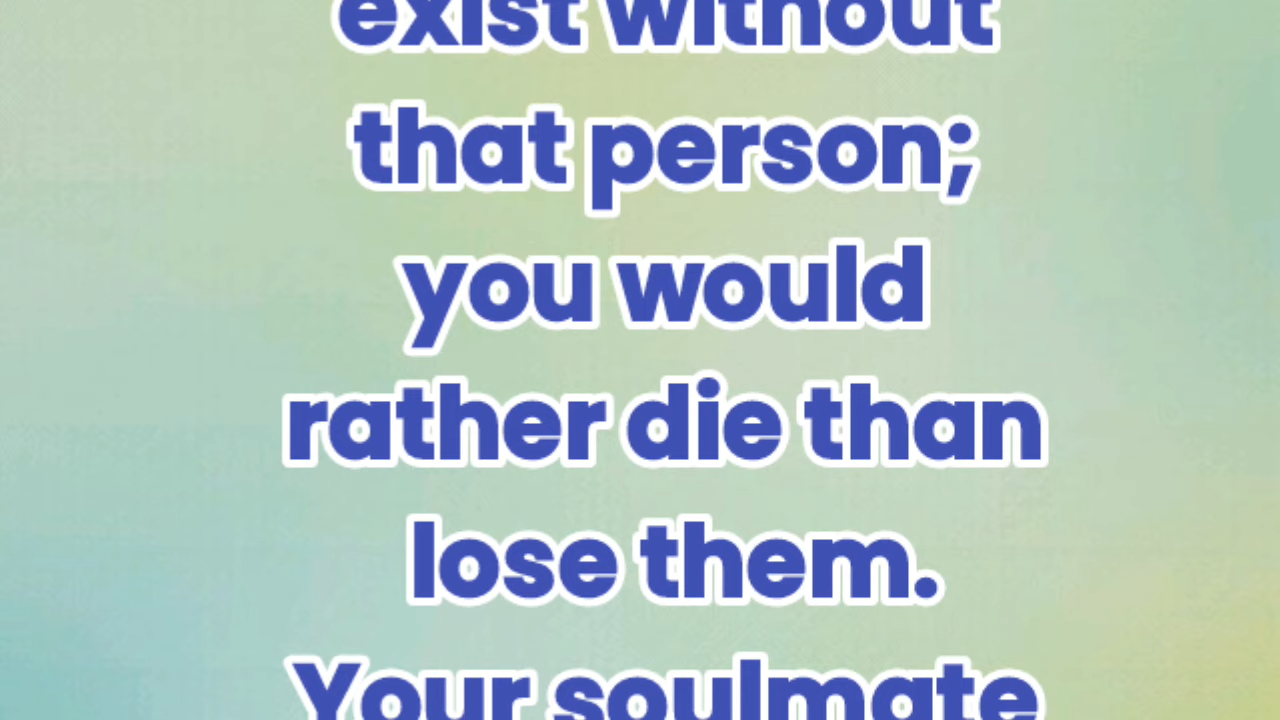 exist without
that person;
you would
rather die than
lose them.
Your soulmate